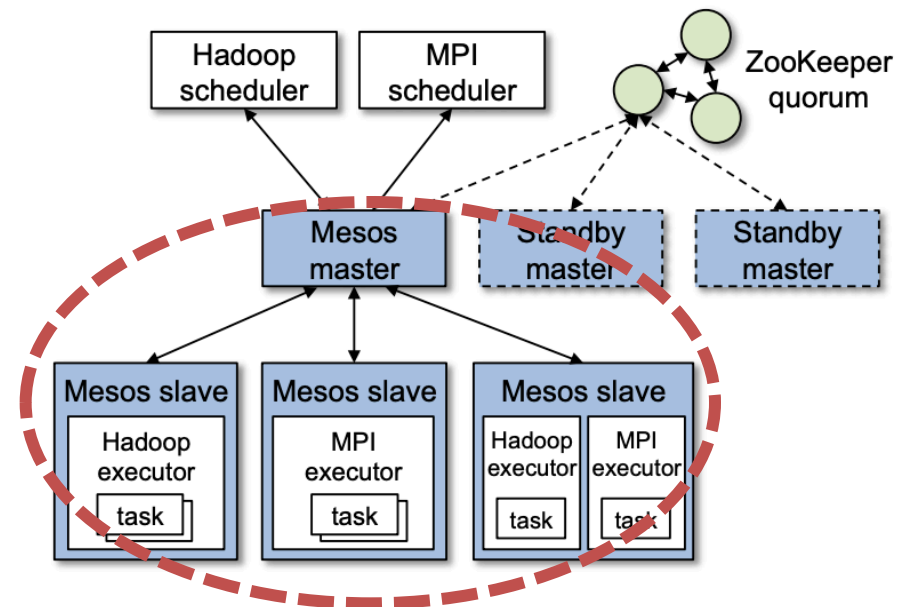 Hadoop
scheduler
MPI
scheduler
ZooKeeper
quorum
Mesos
master
Standby
master
Standby
master
Mesos slave
Hadoop
executor
task
Mesos slave
MPI
executor
task
Mesos slave
Hadoop
executor
task
MPI
executor
task